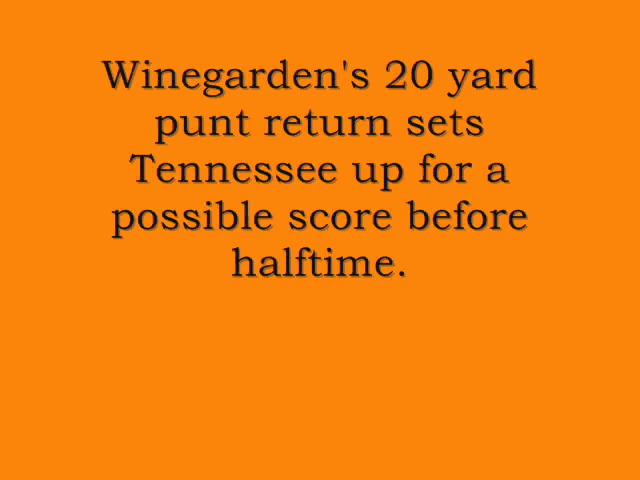 Winegarden's 20 yard
punt return sets
Tennessee up for a
possible score before
halftime.